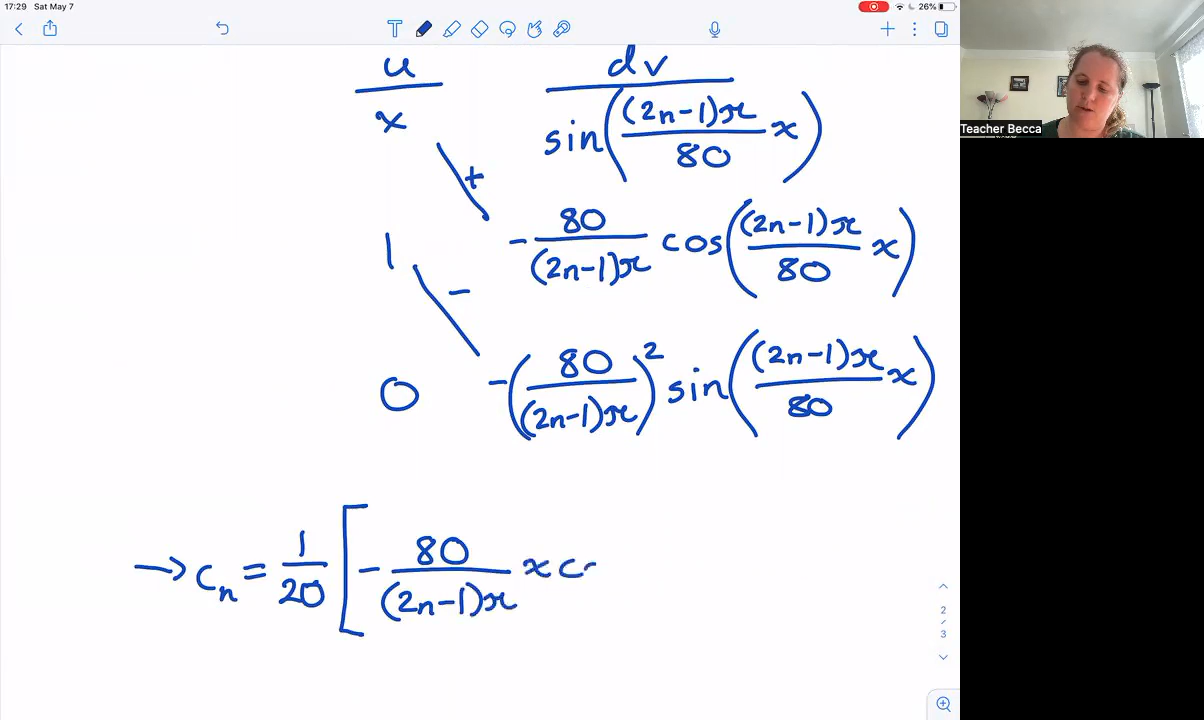 17:29 Sat May 7
26%
T
u dv
x sin((2n-1)π/80 x)
+
1 -80/(2n-1)π cos((2n-1)π/80 x)
-
0 -(80/(2n-1)π)² sin((2n-1)π/80 x)
→ cₙ = 1/20 [ -80/(2n-1)π x c
2
/
3
Teacher Becca